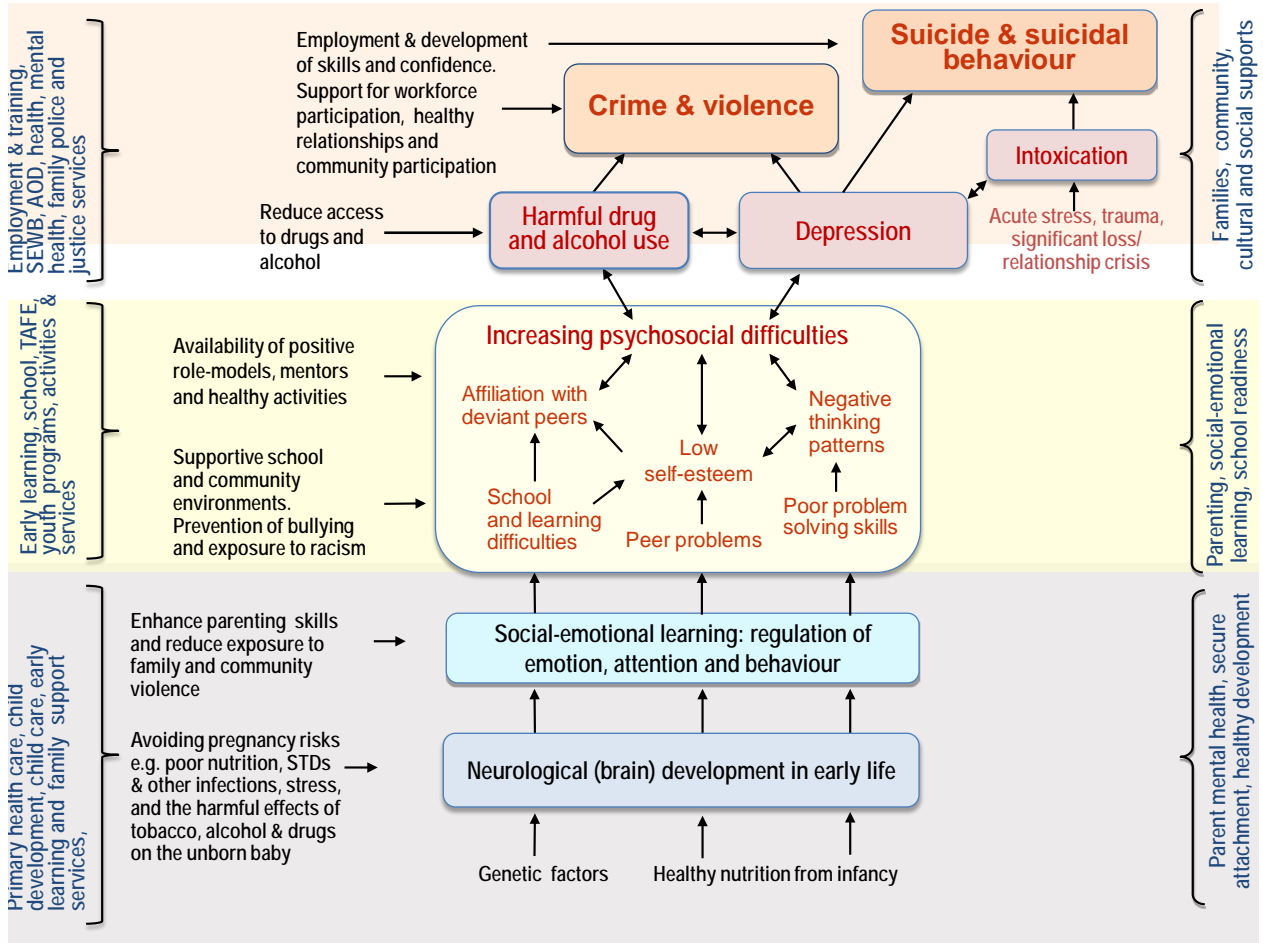 Employment & training,
SEWB, AOD, health, mental
health, family police and
justice services
Employment & development
of skills and confidence.
Support for workforce
participation, healthy
relationships and
community participation
Suicide & suicidal
behaviour
Crime & violence
Intoxication
Families, community,
cultural and social supports
Reduce access
to drugs and
alcohol
Harmful drug
and alcohol use
Depression
Acute stress, trauma,
significant loss/
relationship crisis
Early learning, school, TAFE,
youth programs, activities &
services
Availability of positive
role-models, mentors
and healthy activities
Supportive school
and community
environments.
Prevention of bullying
and exposure to racism
Increasing psychosocial difficulties
Affiliation with
deviant peers
Negative
thinking
patterns
Low
self-esteem
School
and learning
difficulties
Peer problems
Poor problem
solving skills
Parenting, social-emotional
learning, school readiness
Primary health care, child
development, child care, early
learning and family support
services,
Enhance parenting skills
and reduce exposure to
family and community
violence
Social-emotional learning: regulation of
emotion, attention and behaviour
Avoiding pregnancy risks
e.g. poor nutrition, STDs
& other infections, stress,
and the harmful effects of
tobacco, alcohol & drugs
on the unborn baby
Neurological (brain) development in early life
Genetic factors
Healthy nutrition from infancy
Parent mental health, secure
attachment, healthy development